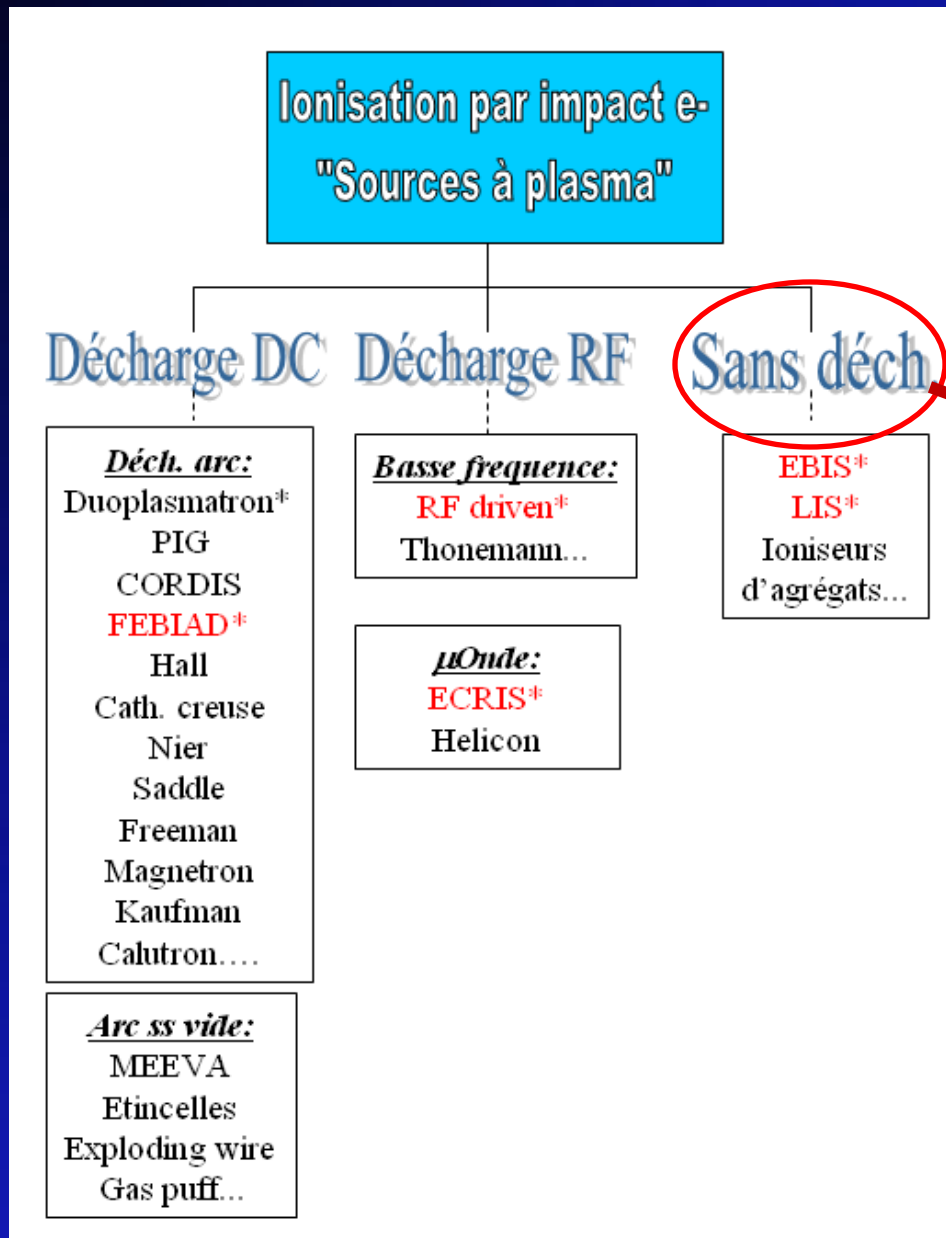 Ionisation par impact e-
"Sources à plasma"
Décharge DC
Déch. arc:
Duoplasmatron*
PIG
CORDIS
FEBIAD*
Hall
Cath. creuse
Nier
Saddle
Freeman
Magnetron
Kaufman
Calutron….
Arc ss vide:
MEEVA
Etincelles
Exploding wire
Gas puff...
Décharge RF
Basse frequence:
RF driven*
Thonemann...
µOnde:
ECRIS*
Helicon
Sans déch
EBIS*
LIS*
Ioniseurs
d’agrégats...